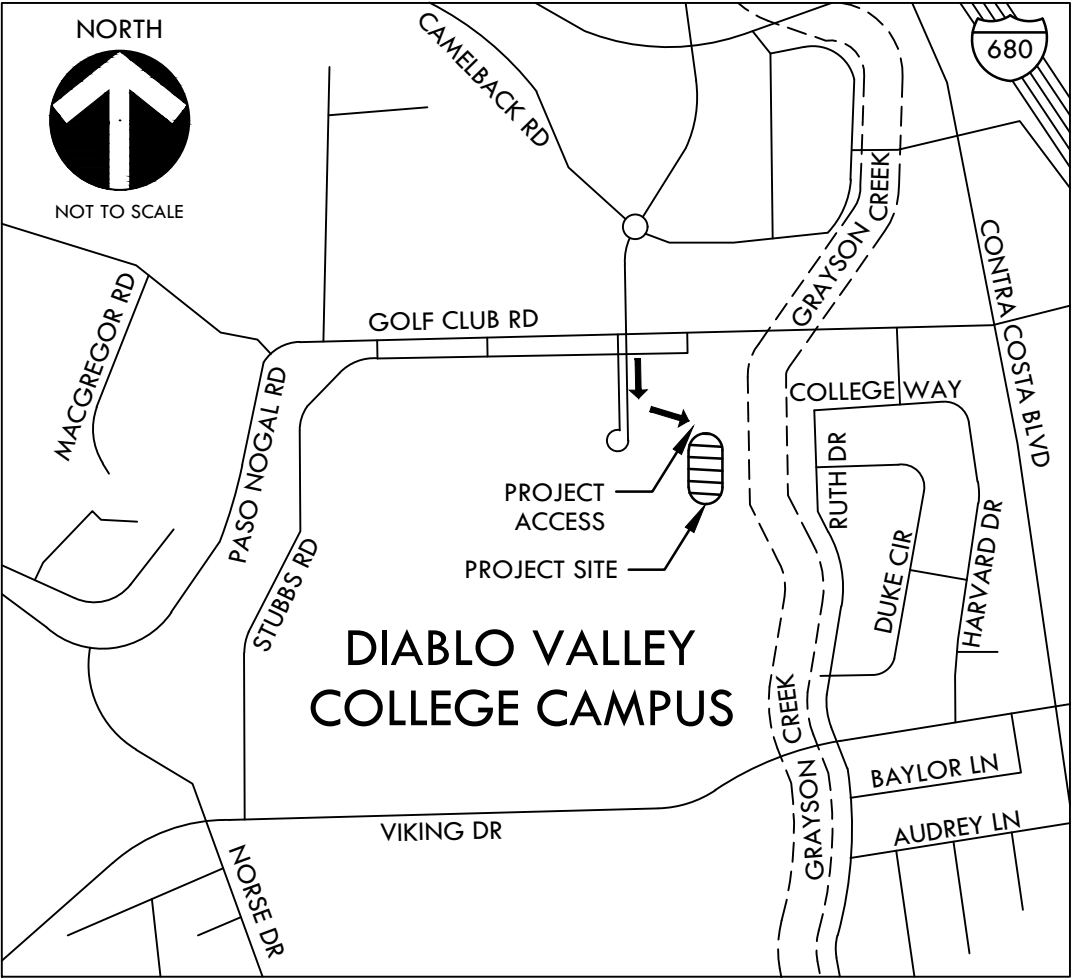 NORTH
NOT TO SCALE
CAMELBACK RD
680
GRAYSON CREEK
CONTRA COSTA BLVD
MACGREGOR RD
GOLF CLUB RD
PASO NOGAL RD
COLLEGE WAY
RUTH DR
PROJECT
ACCESS
PROJECT SITE
STUBBS RD
DUKE CIR
HARVARD DR
DIABLO VALLEY
COLLEGE CAMPUS
GRAYSON CREEK
BAYLOR LN
AUDREY LN
VIKING DR
NORSE DR